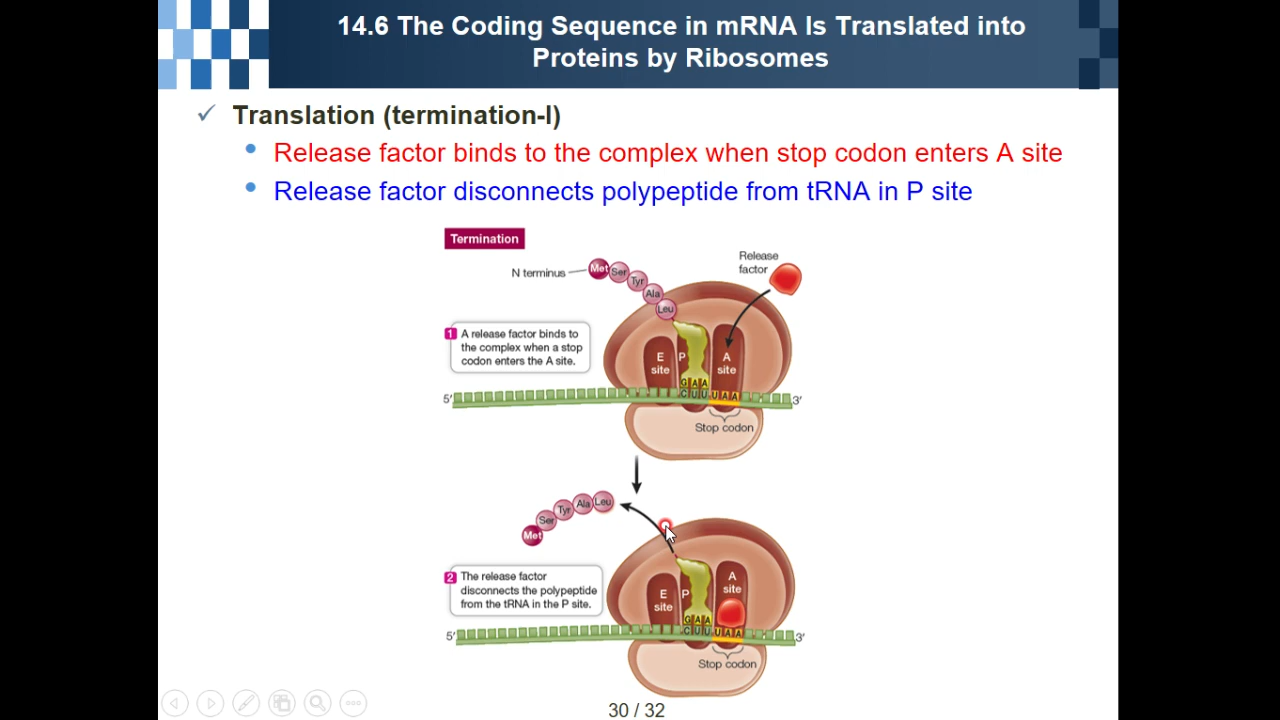 14.6 The Coding Sequence in mRNA Is Translated into
Proteins by Ribosomes
✓ Translation (termination-I)
• Release factor binds to the complex when stop codon enters A site
• Release factor disconnects polypeptide from tRNA in P site
Termination
N terminus
Met
Ser
Tyr
Ala
Leu
Release
factor
1 A release factor binds to
the complex when a stop
codon enters the A site.
E
site
P
A
site
GAA
CUUUAA
5′
3′
Stop codon
Met
Ser
Tyr
Ala
Leu
2 The release factor
disconnects the polypeptide
from the tRNA in the P site.
E
site
P
A
site
GAA
CUUUAA
5′
3′
Stop codon
30 / 32